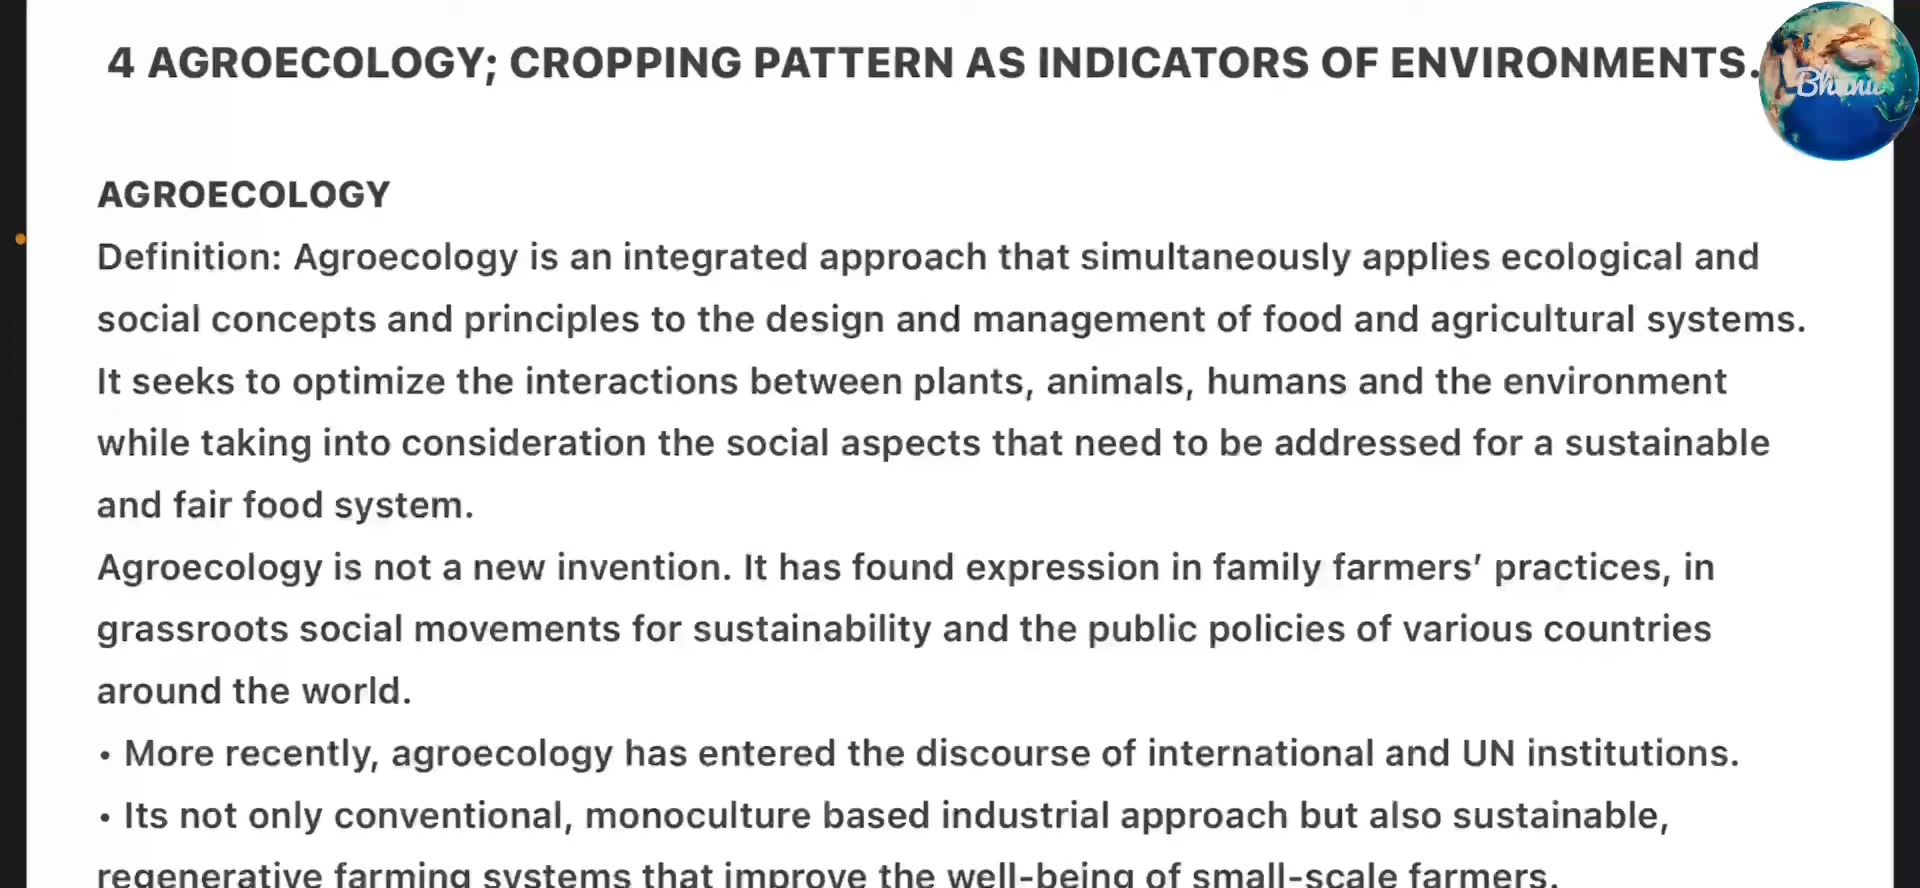 4 AGROECOLOGY; CROPPING PATTERN AS INDICATORS OF ENVIRONMENTS.
Bhanu
AGROECOLOGY
Definition: Agroecology is an integrated approach that simultaneously applies ecological and
social concepts and principles to the design and management of food and agricultural systems.
It seeks to optimize the interactions between plants, animals, humans and the environment
while taking into consideration the social aspects that need to be addressed for a sustainable
and fair food system.
Agroecology is not a new invention. It has found expression in family farmers’ practices, in
grassroots social movements for sustainability and the public policies of various countries
around the world.
• More recently, agroecology has entered the discourse of international and UN institutions.
• Its not only conventional, monoculture based industrial approach but also sustainable,
regenerative farming systems that improve the well-being of small-scale farmers.